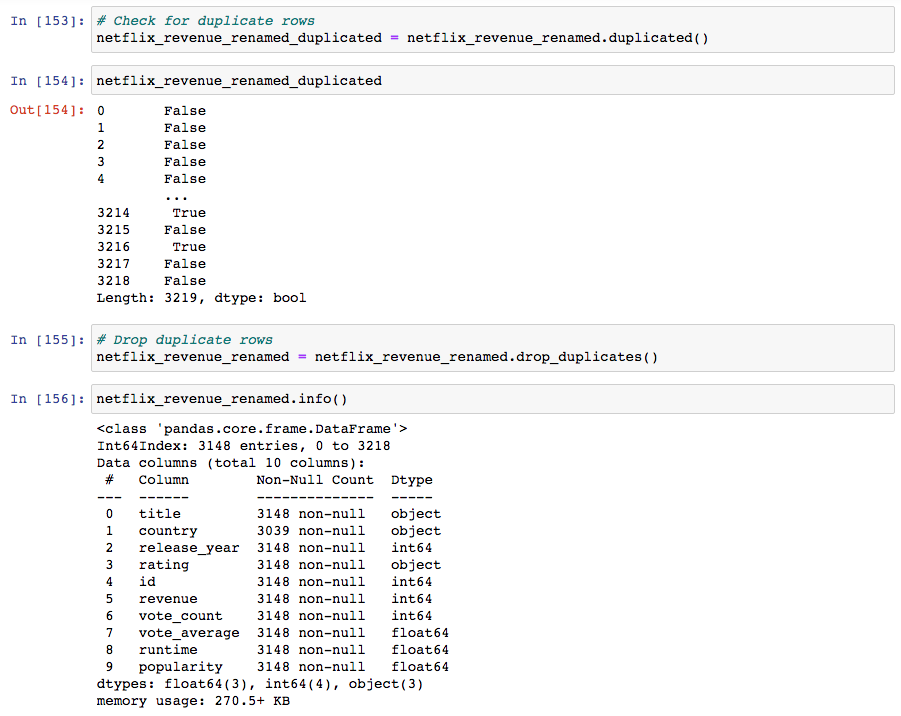 In [153]: # Check for duplicate rows
netflix_revenue_renamed_duplicated = netflix_revenue_renamed.duplicated()
In [154]: netflix_revenue_renamed_duplicated
Out[154]: 0       False
1       False
2       False
3       False
4       False
...
3214     True
3215    False
3216     True
3217    False
3218    False
Length: 3219, dtype: bool
In [155]: # Drop duplicate rows
netflix_revenue_renamed = netflix_revenue_renamed.drop_duplicates()
In [156]: netflix_revenue_renamed.info()
<class 'pandas.core.frame.DataFrame'>
Int64Index: 3148 entries, 0 to 3218
Data columns (total 10 columns):
 #   Column        Non-Null Count  Dtype
---  ------        --------------  -----
 0   title         3148 non-null   object
 1   country       3039 non-null   object
 2   release_year  3148 non-null   int64
 3   rating        3148 non-null   object
 4   id            3148 non-null   int64
 5   revenue       3148 non-null   int64
 6   vote_count    3148 non-null   int64
 7   vote_average  3148 non-null   float64
 8   runtime       3148 non-null   float64
 9   popularity    3148 non-null   float64
dtypes: float64(3), int64(4), object(3)
memory usage: 270.5+ KB